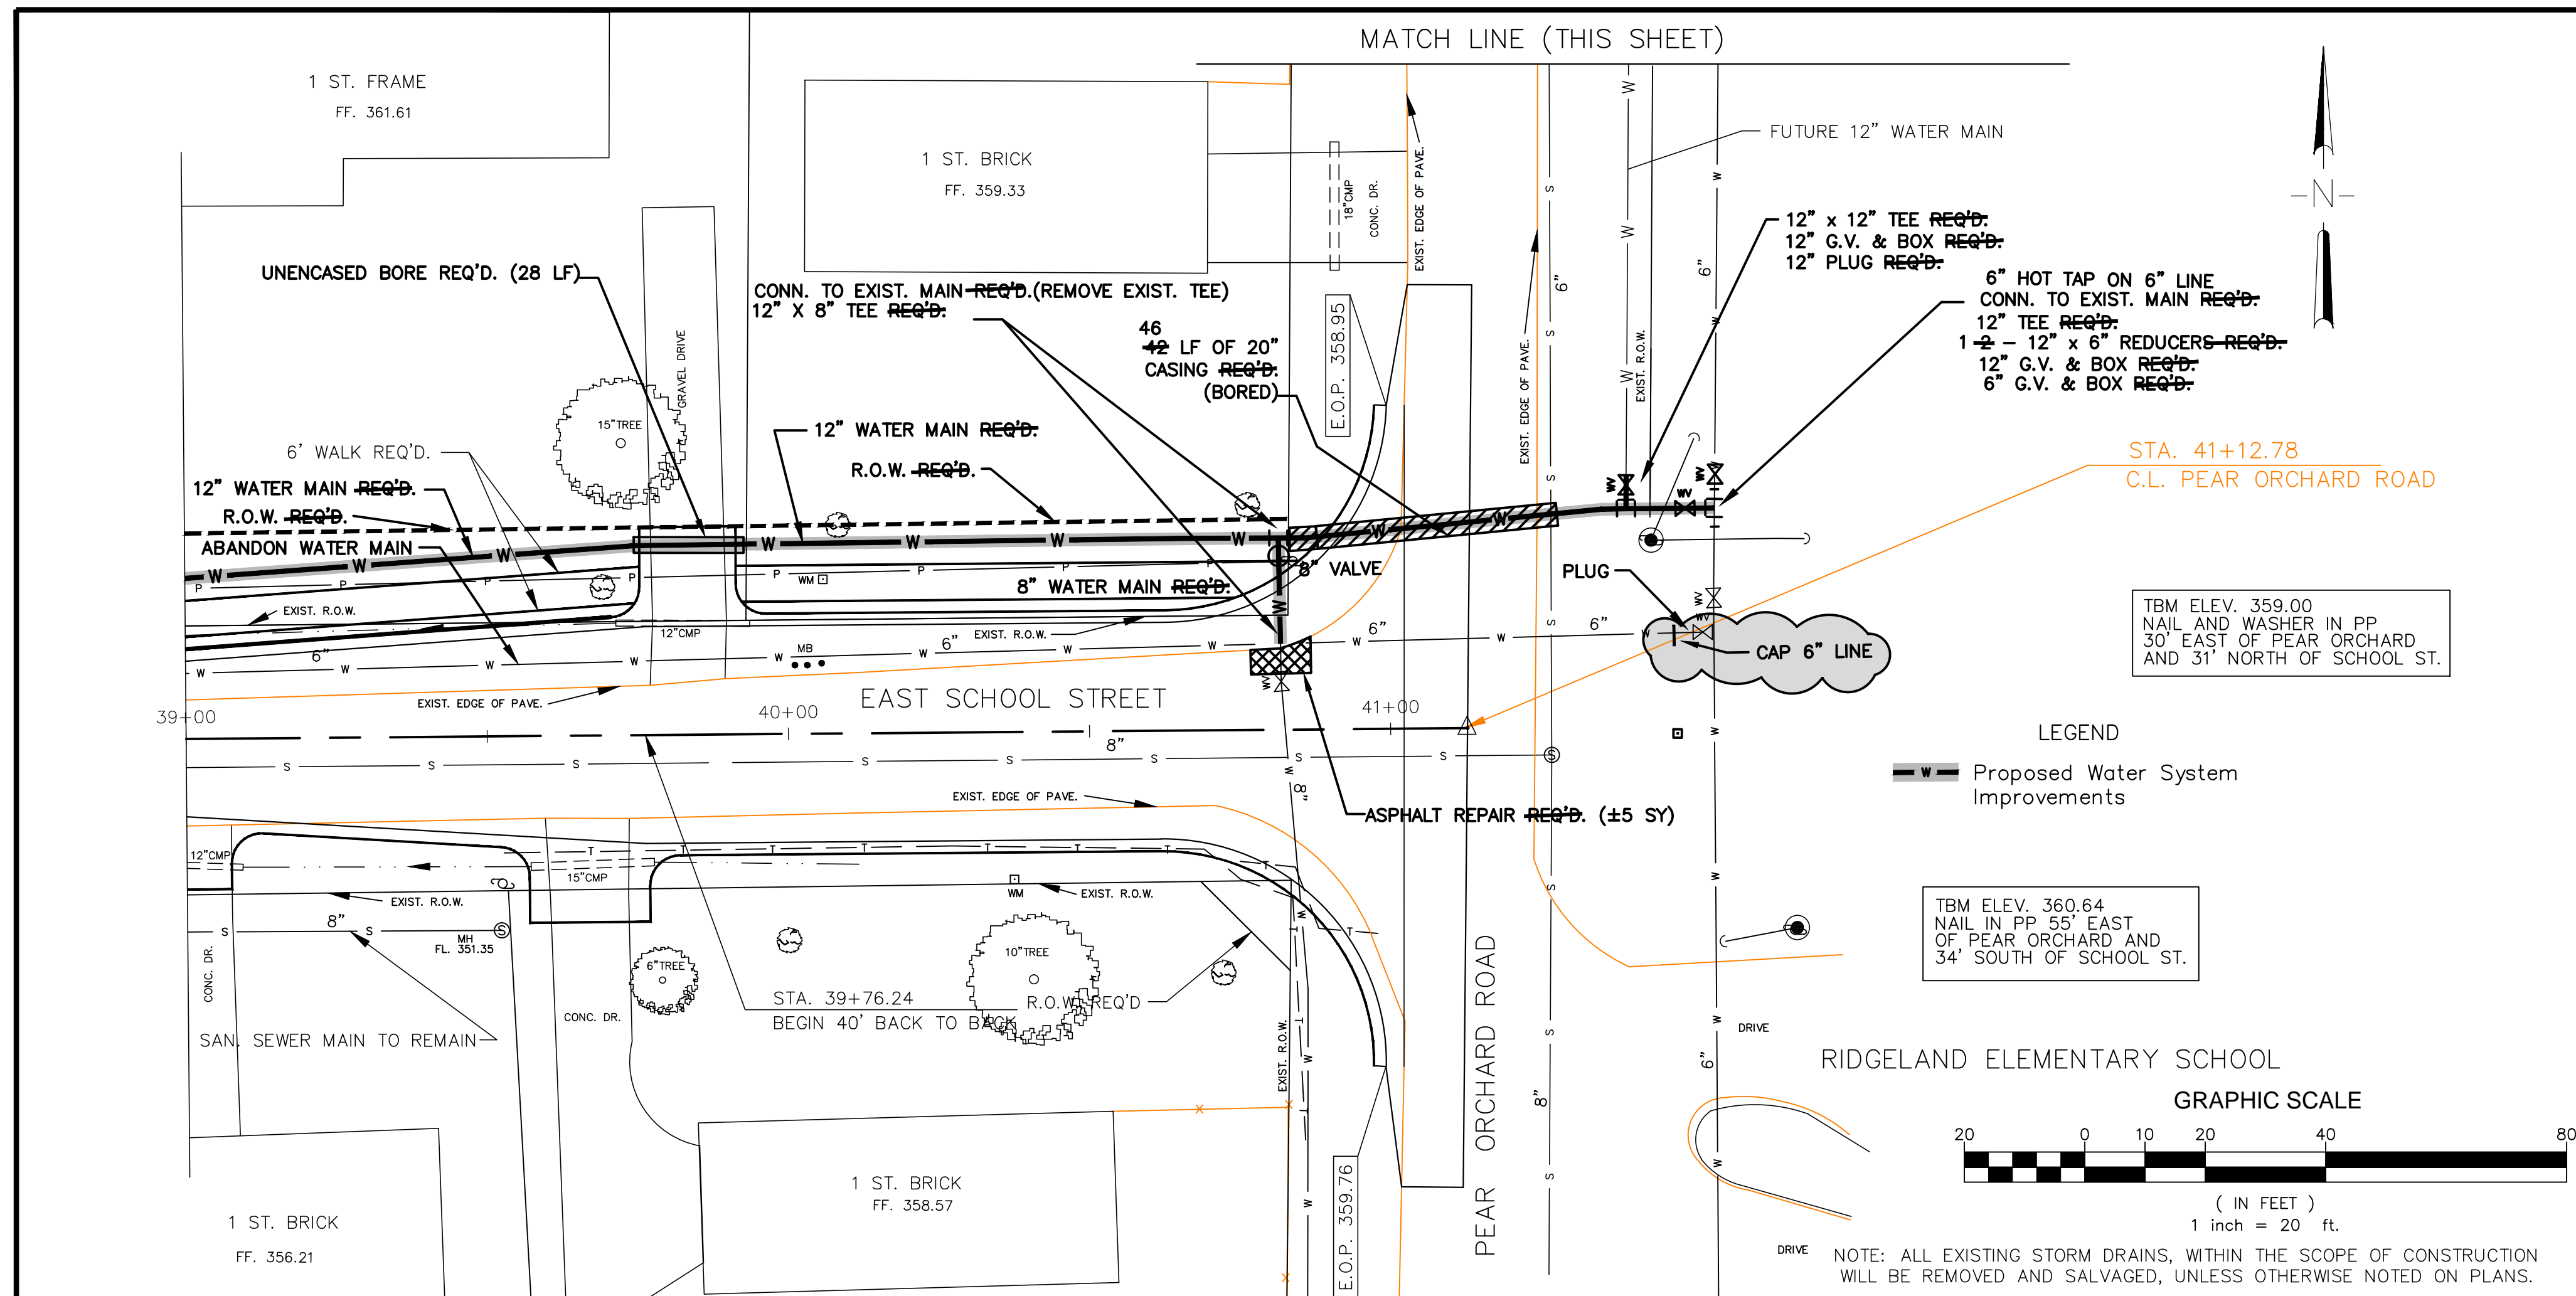 MATCH LINE (THIS SHEET)
1 ST. FRAME
FF. 361.61
1 ST. BRICK
FF. 359.33
18"CMP
CONC. DR.
EXIST. EDGE OF PAVE.
FUTURE 12" WATER MAIN
W
W
W
W
W
S
6"
6"
-N-
12" x 12" TEE REQ'D.
12" G.V. & BOX REQ'D.
12" PLUG REQ'D.
6" HOT TAP ON 6" LINE
CONN. TO EXIST. MAIN REQ'D.
12" TEE REQ'D.
1 2 - 12" x 6" REDUCERS REQ'D.
12" G.V. & BOX REQ'D.
6" G.V. & BOX REQ'D.
UNENCASED BORE REQ'D. (28 LF)
CONN. TO EXIST. MAIN REQ'D.(REMOVE EXIST. TEE)
12" X 8" TEE REQ'D.
46
42 LF OF 20"
CASING REQ'D.
(BORED)
E.O.P. 358.95
EXIST. EDGE OF PAVE.
EXIST. R.O.W.
GRAVEL DRIVE
15"TREE
6' WALK REQ'D.
12" WATER MAIN REQ'D.
R.O.W. REQ'D.
12" WATER MAIN REQ'D.
R.O.W. REQ'D.
ABANDON WATER MAIN
STA. 41+12.78
C.L. PEAR ORCHARD ROAD
WV
WV
WV
W W W W W W W W W
P P P P P P P P
WM
8" VALVE
8" WATER MAIN REQ'D.
W
PLUG
WV
WV
EXIST. R.O.W.
12"CMP
6"
EXIST. R.O.W.
6"
6"
6"
MB
W W W W W W W W W W W W
CAP 6" LINE
TBM ELEV. 359.00
NAIL AND WASHER IN PP
30' EAST OF PEAR ORCHARD
AND 31' NORTH OF SCHOOL ST.
WV
EXIST. EDGE OF PAVE.
EAST SCHOOL STREET
39+00
40+00
41+00
8"
S S S S S S S S S S
W
8"
LEGEND
W Proposed Water System
Improvements
EXIST. EDGE OF PAVE.
ASPHALT REPAIR REQ'D. (±5 SY)
12"CMP
15"CMP
T T T T T T T T
EXIST. R.O.W.
WM
EXIST. R.O.W.
8"
S S S
MH
FL. 351.35
CONC. DR.
6"TREE
10"TREE
TBM ELEV. 360.64
NAIL IN PP 55' EAST
OF PEAR ORCHARD AND
34' SOUTH OF SCHOOL ST.
STA. 39+76.24
BEGIN 40' BACK TO BACK
R.O.W. REQ'D
CONC. DR.
SAN. SEWER MAIN TO REMAIN
EXIST. R.O.W.
PEAR ORCHARD ROAD
8"
6"
DRIVE
RIDGELAND ELEMENTARY SCHOOL
GRAPHIC SCALE
20 0 10 20 40 80
( IN FEET )
1 inch = 20 ft.
1 ST. BRICK
FF. 358.57
1 ST. BRICK
FF. 356.21
E.O.P. 359.76
DRIVE
NOTE: ALL EXISTING STORM DRAINS, WITHIN THE SCOPE OF CONSTRUCTION
WILL BE REMOVED AND SALVAGED, UNLESS OTHERWISE NOTED ON PLANS.